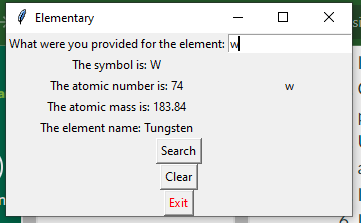 Elementary
What were you provided for the element: w
The symbol is: W
The atomic number is: 74 w
The atomic mass is: 183.84
The element name: Tungsten
Search
Clear
Exit